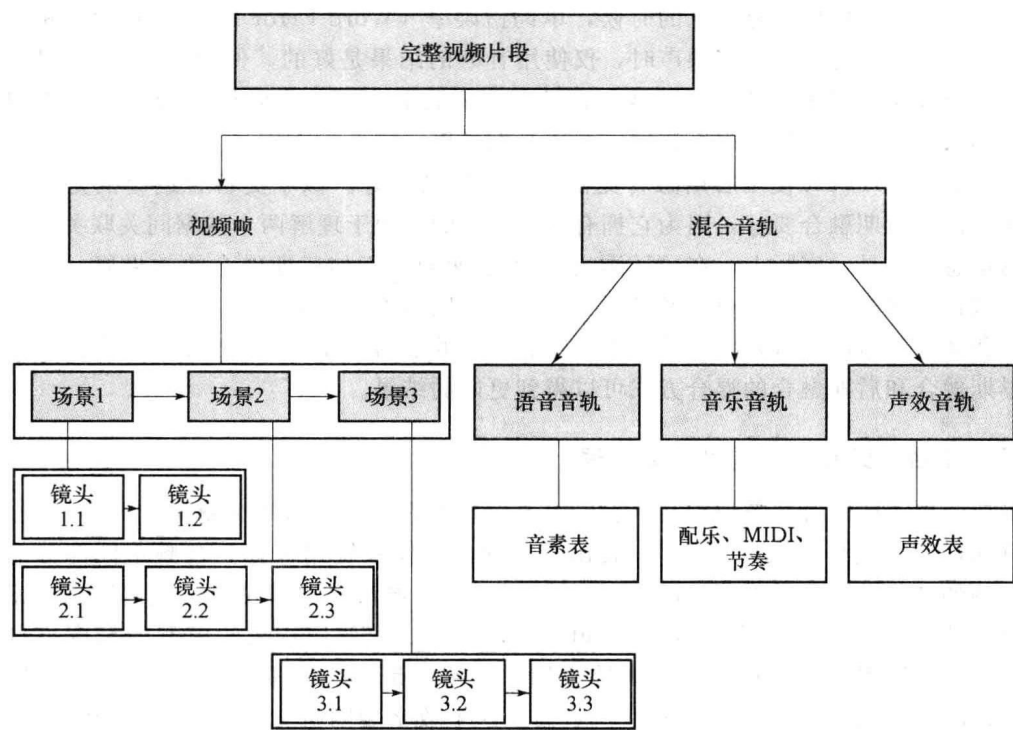 完整视频片段
视频帧
混合音轨
场景1
场景2
场景3
语音音轨
音乐音轨
声效音轨
镜头
1.1
镜头
1.2
音素表
配乐、MIDI、
节奏
声效表
镜头
2.1
镜头
2.2
镜头
2.3
镜头
3.1
镜头
3.2
镜头
3.3